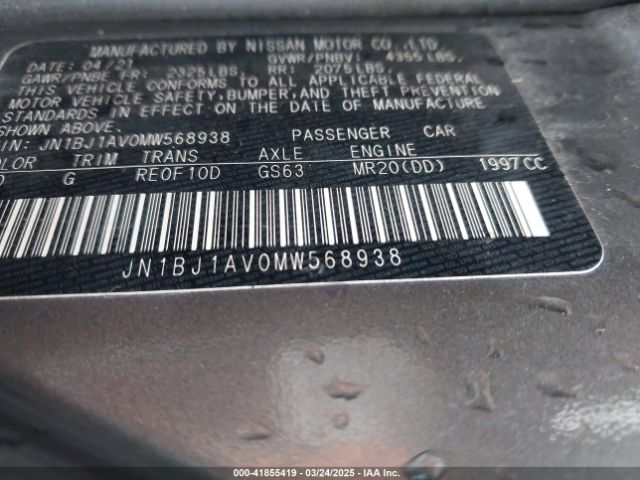 MANUFACTURED BY NISSAN MOTOR CO.,LTD.
DATE: 04/21 GVWR/PNBV: 4355LBS.
GAWR/PNBE FR: 2325LBS. RR: 2075LBS.
THIS VEHICLE CONFORMS TO ALL APPLICABLE FEDERAL
MOTOR VEHICLE SAFETY, BUMPER, AND THEFT PREVENTION
STANDARDS IN EFFECT ON THE DATE OF MANUFACTURE
SHOWN ABOVE.
IN: JN1BJ1AV0MW568938 PASSENGER CAR
OLOR TRIM TRANS AXLE ENGINE
G RE0F10D GS63 MR20(DD) 1997CC
JN1BJ1AV0MW568938
000-41855419 • 03/24/2025 • IAA Inc.